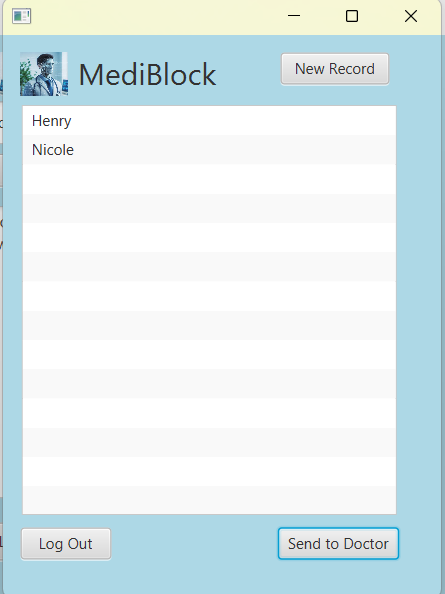 MediBlock
New Record
Henry
Nicole
Log Out
Send to Doctor